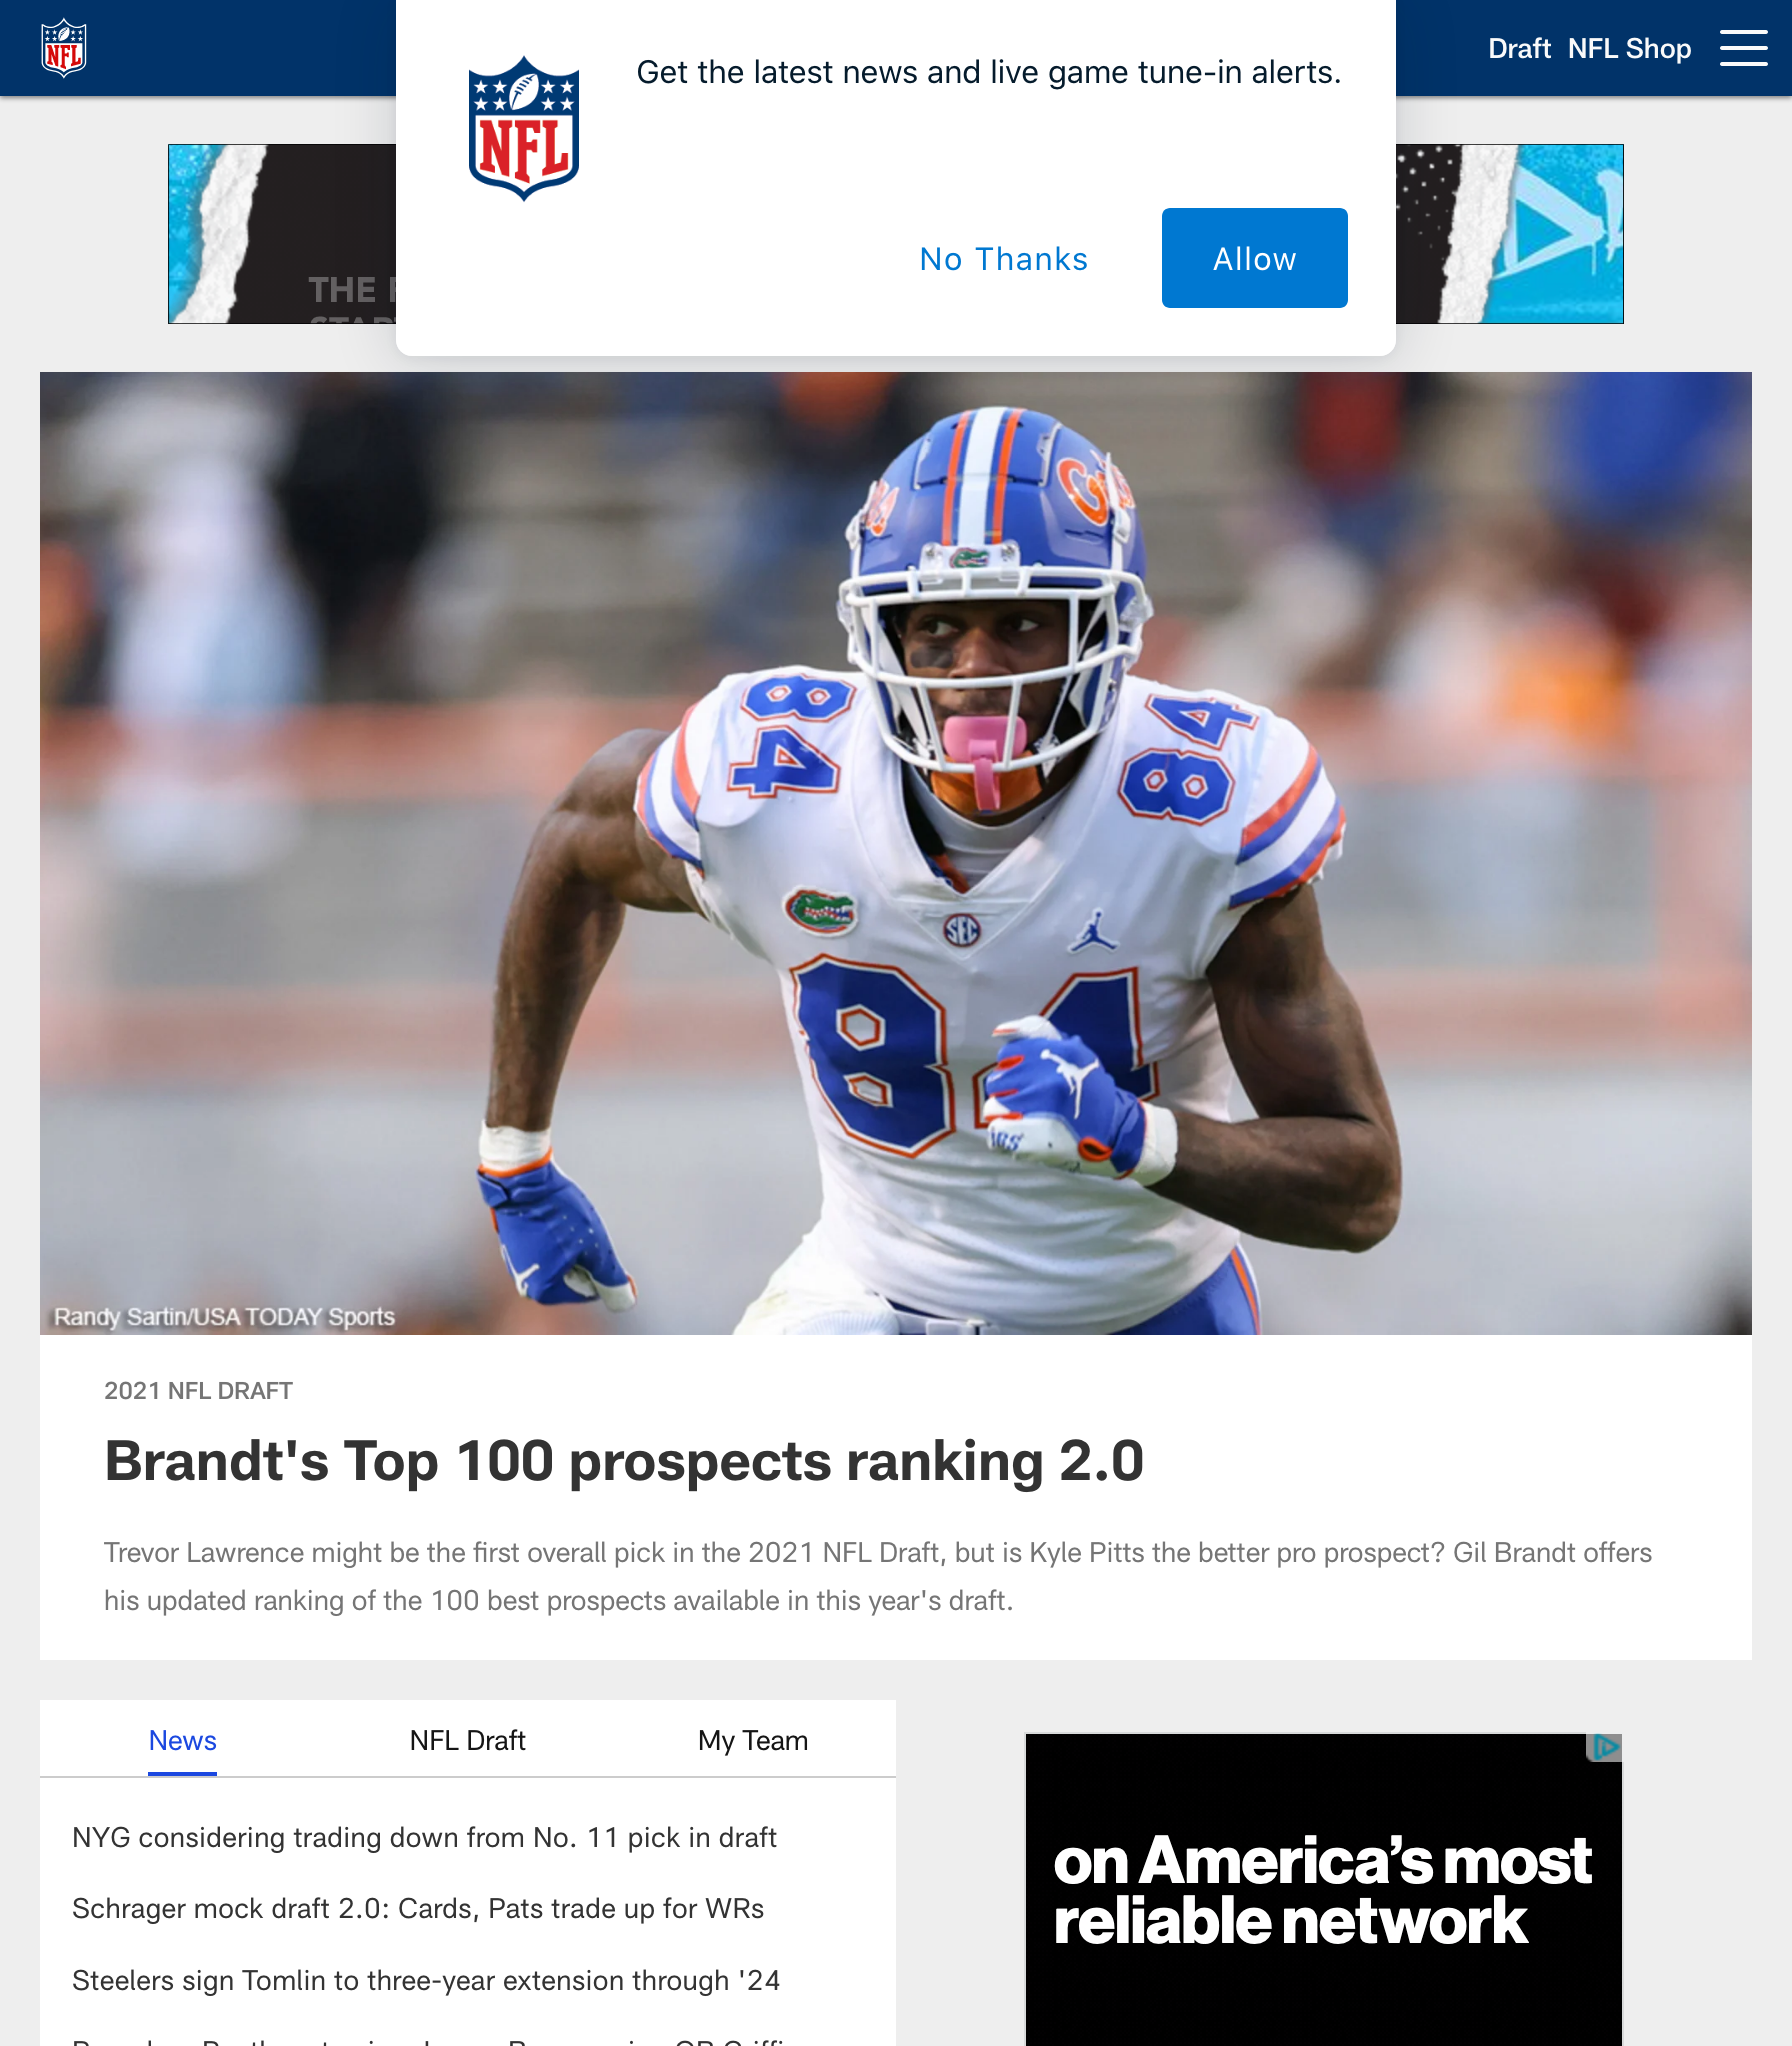 NFL
Draft NFL Shop
NFL
Get the latest news and live game tune-in alerts.
No Thanks
Allow
THE
84
84
SEC
84
Randy Sartin/USA TODAY Sports
2021 NFL DRAFT
Brandt's Top 100 prospects ranking 2.0
Trevor Lawrence might be the first overall pick in the 2021 NFL Draft, but is Kyle Pitts the better pro prospect? Gil Brandt offers
his updated ranking of the 100 best prospects available in this year's draft.
News
NFL Draft
My Team
NYG considering trading down from No. 11 pick in draft
Schrager mock draft 2.0: Cards, Pats trade up for WRs
Steelers sign Tomlin to three-year extension through '24
on America's most
reliable network